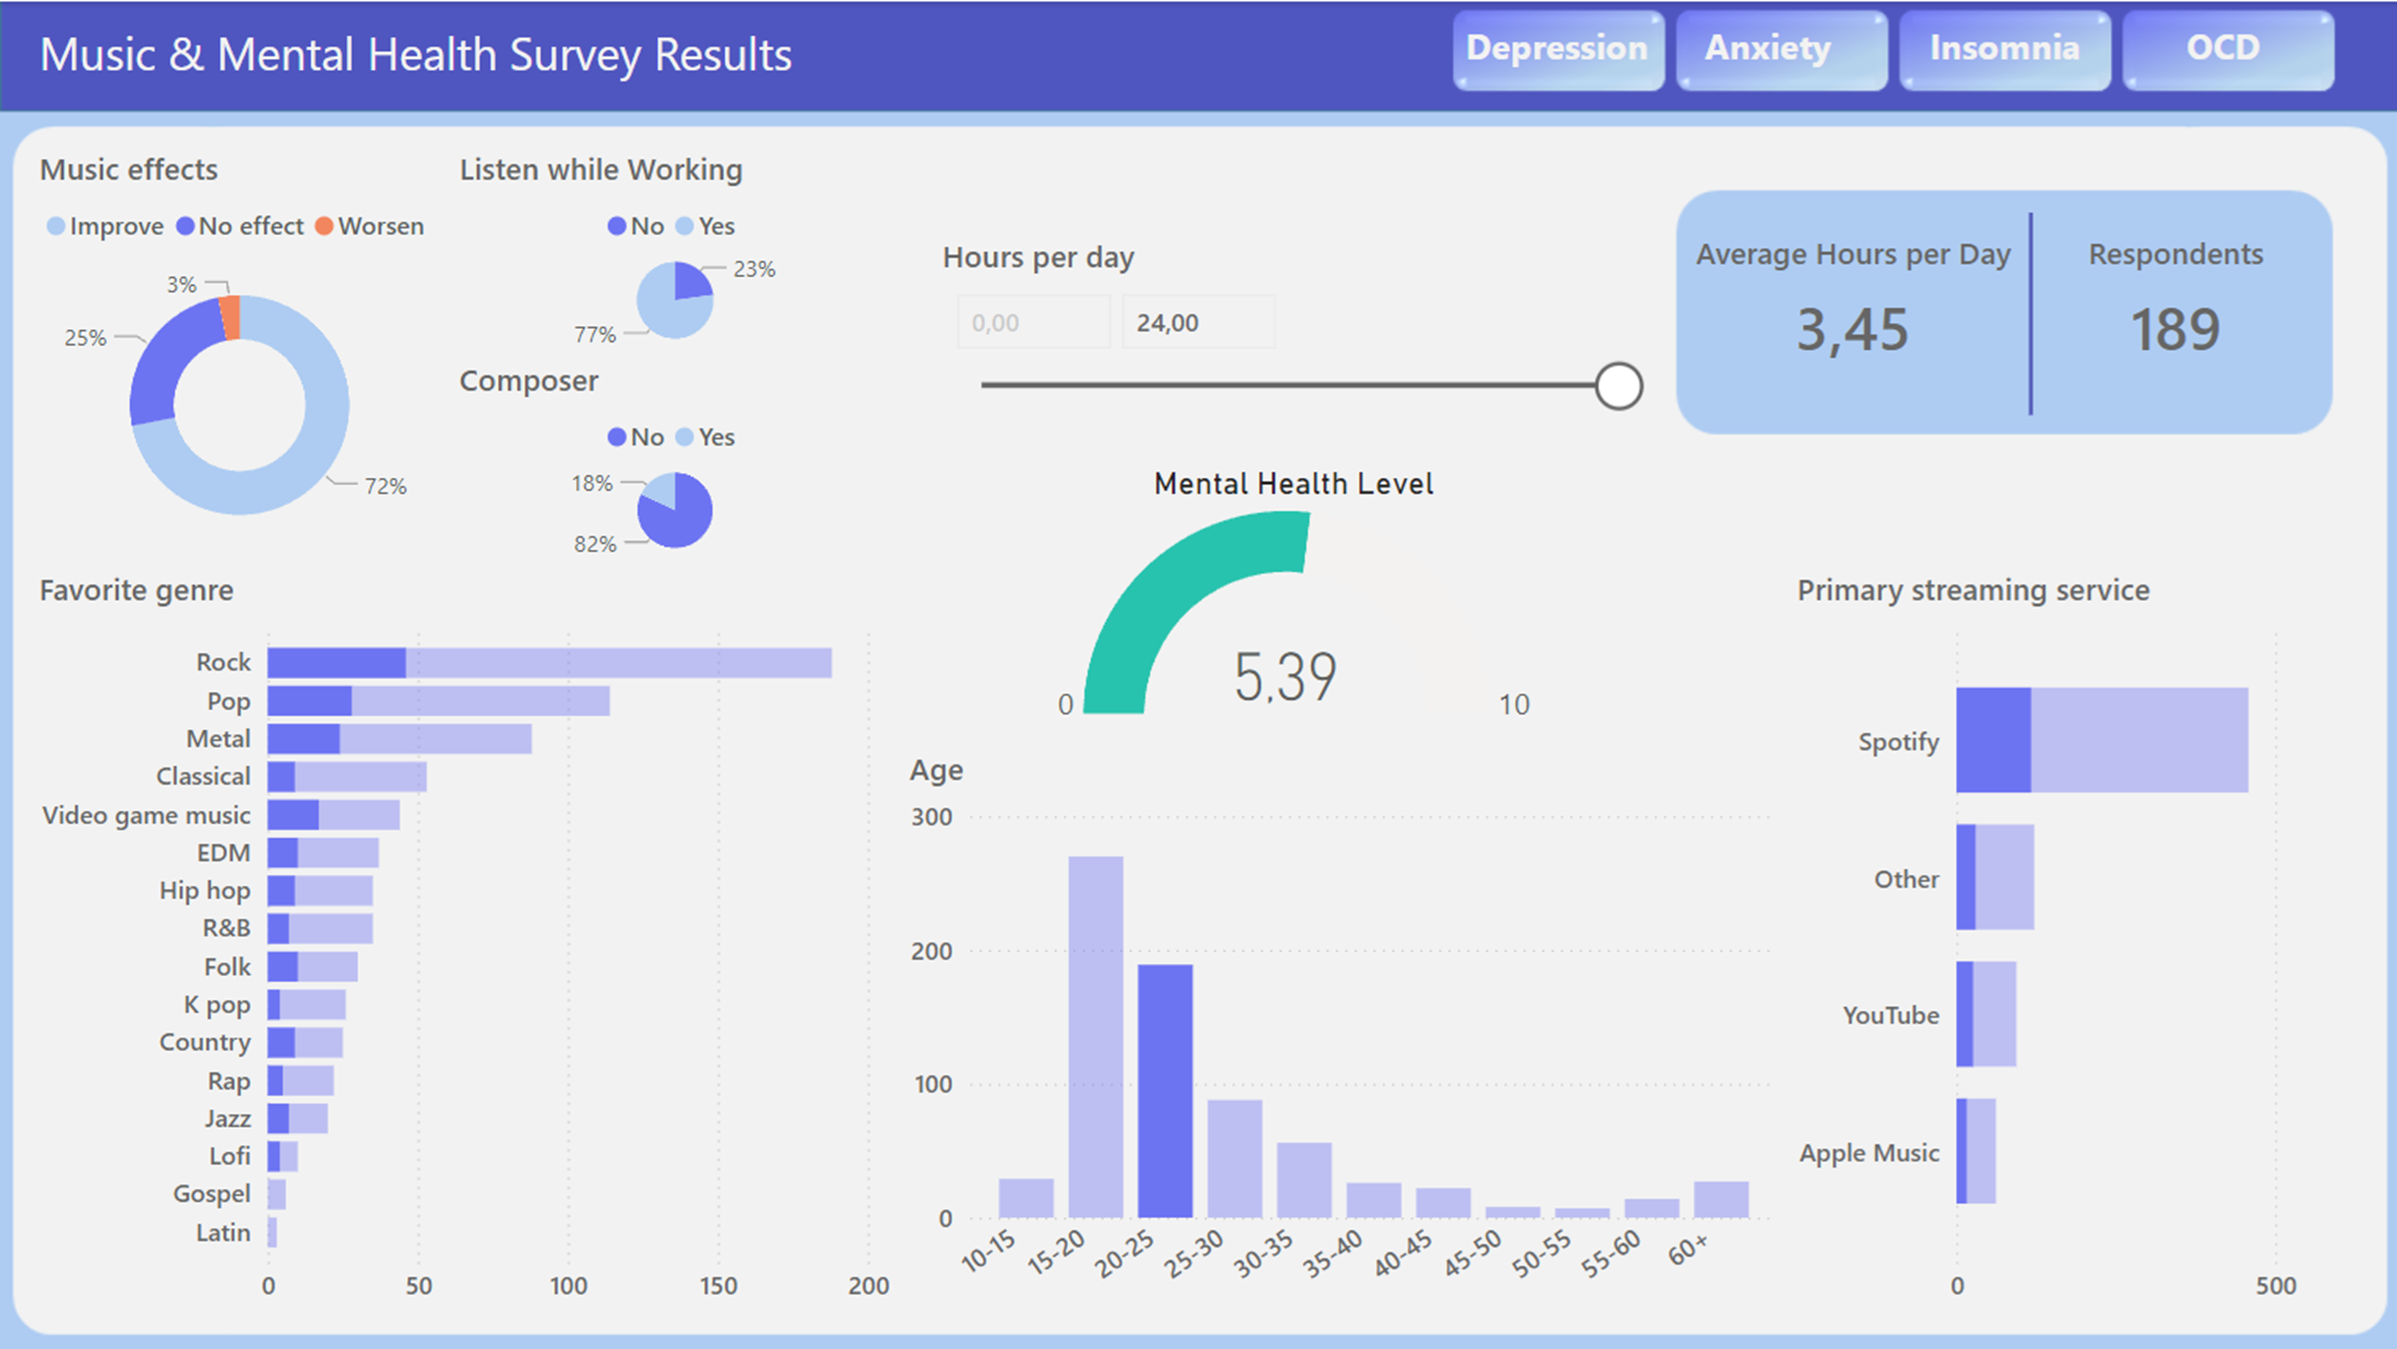 Music & Mental Health Survey Results
Depression
Anxiety
Insomnia
OCD
Music effects
Improve No effect Worsen
3%
25%
72%
Listen while Working
No Yes
23%
77%
Composer
No Yes
18%
82%
Hours per day
0,00 24,00
Average Hours per Day
3,45
Respondents
189
Mental Health Level
5,39
0 10
Favorite genre
Rock
Pop
Metal
Classical
Video game music
EDM
Hip hop
R&B
Folk
K pop
Country
Rap
Jazz
Lofi
Gospel
Latin
0 50 100 150 200
Age
300
200
100
0
10-15 15-20 20-25 25-30 30-35 35-40 40-45 45-50 50-55 55-60 60+
Primary streaming service
Spotify
Other
YouTube
Apple Music
0 500